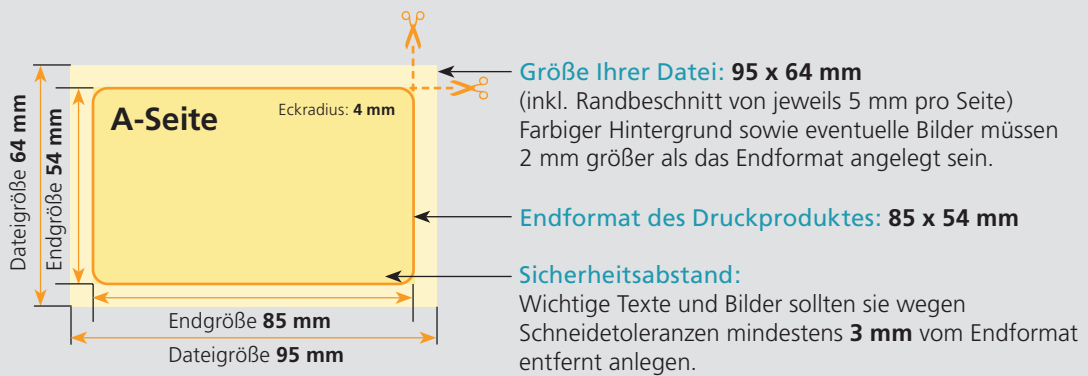 Größe Ihrer Datei: 95 x 64 mm
(inkl. Randbeschnitt von jeweils 5 mm pro Seite)
Farbiger Hintergrund sowie eventuelle Bilder müssen
2 mm größer als das Endformat angelegt sein.
A-Seite
Eckradius: 4 mm
Dateigröße 64 mm
Endgröße 54 mm
Endformat des Druckproduktes: 85 x 54 mm
Sicherheitsabstand:
Wichtige Texte und Bilder sollten sie wegen
Schneidetoleranzen mindestens 3 mm vom Endformat
entfernt anlegen.
Endgröße 85 mm
Dateigröße 95 mm